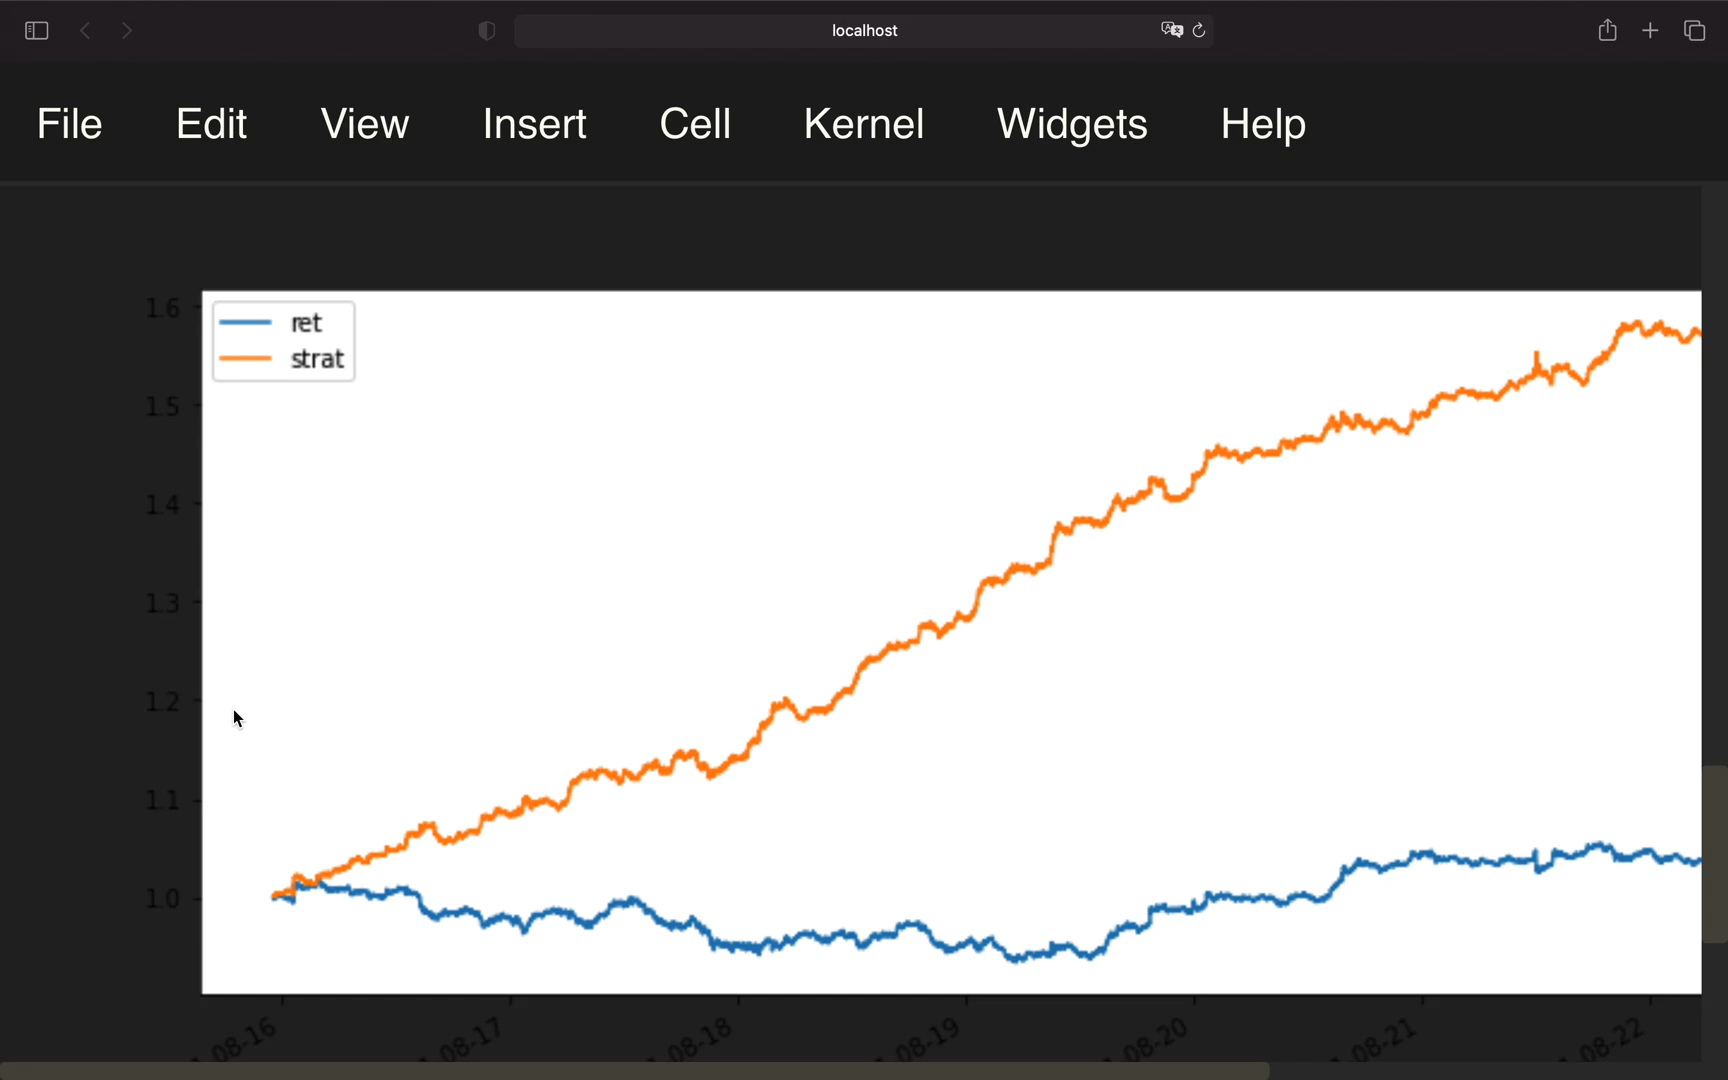 localhost
File Edit View Insert Cell Kernel Widgets Help
ret
strat
1.6
1.5
1.4
1.3
1.2
1.1
1.0
08-16 08-17 08-18 08-19 08-20 08-21 08-22